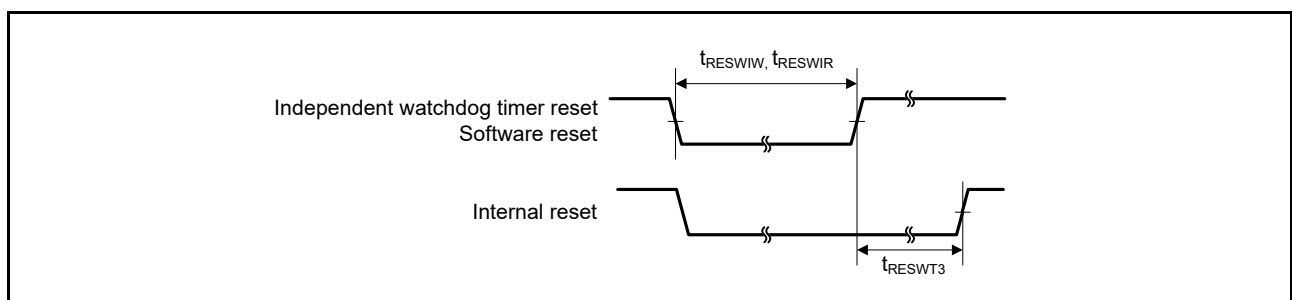 tRESWIW, tRESWIR
Independent watchdog timer reset
Software reset
Internal reset
tRESWT3